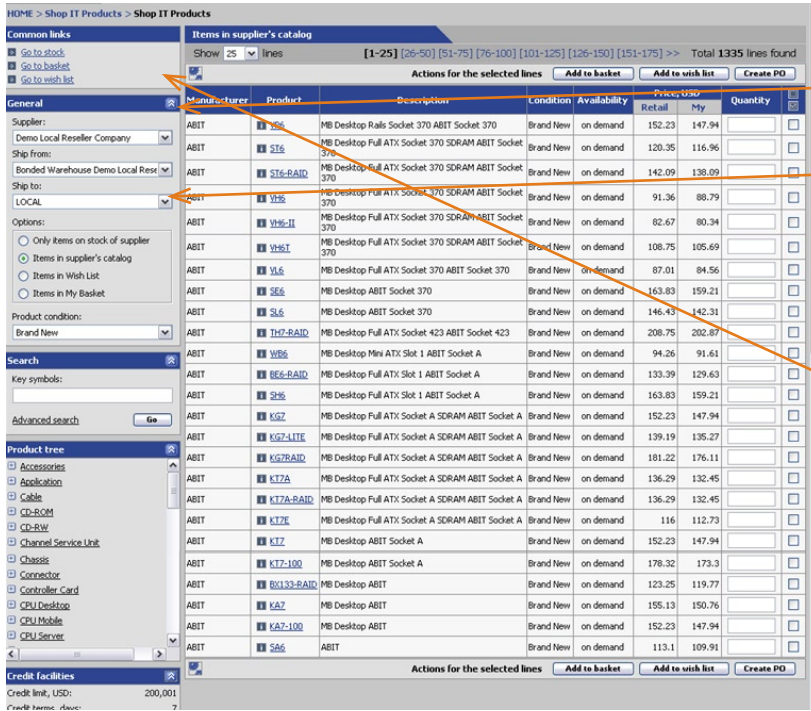 HOME > Shop IT Products > Shop IT Products
Common links
Go to stock
Go to basket
Go to wish list
General
Supplier:
Demo Local Reseller Company
Ship from:
Bonded Warehouse Demo Local Rese
Ship to:
LOCAL
Options:
Only items on stock of supplier
Items in supplier's catalog
Items in Wish List
Items in My Basket
Product condition:
Brand New
Search
Key symbols:
Advanced search Go
Product tree
Accessories
Application
Cable
CD-ROM
CD-RW
Channel Service Unit
Chassis
Connector
Controller Card
CPU Desktop
CPU Mobile
CPU Server
Credit facilities
Credit limit, USD: 200,001
Credit terms, days: 7
Items in supplier's catalog
Show 25 lines [1-25] [26-50] [51-75] [76-100] [101-125] [126-150] [151-175] >> Total 1335 lines found
Actions for the selected lines Add to basket Add to wish list Create PO
Manufacturer Product Description Condition Availability Price, USD Quantity
Retail My
ABIT VP6 MB Desktop Rails Socket 370 ABIT Socket 370 Brand New on demand 152.23 147.94
ABIT ST6 MB Desktop Full ATX Socket 370 SDRAM ABIT Socket 370 Brand New on demand 120.35 116.96
ABIT ST6-RAID MB Desktop Full ATX Socket 370 SDRAM ABIT Socket 370 Brand New on demand 142.09 138.09
ABIT VH6 MB Desktop Full ATX Socket 370 SDRAM ABIT Socket 370 Brand New on demand 91.36 88.79
ABIT VH6-II MB Desktop Full ATX Socket 370 SDRAM ABIT Socket 370 Brand New on demand 82.67 80.34
ABIT VH6T MB Desktop Full ATX Socket 370 SDRAM ABIT Socket 370 Brand New on demand 108.75 105.69
ABIT VL6 MB Desktop Full ATX Socket 370 ABIT Socket 370 Brand New on demand 87.01 84.56
ABIT SE6 MB Desktop ABIT Socket 370 Brand New on demand 163.83 159.21
ABIT SL6 MB Desktop ABIT Socket 370 Brand New on demand 146.43 142.31
ABIT TH7-RAID MB Desktop Full ATX Socket 423 ABIT Socket 423 Brand New on demand 208.75 202.87
ABIT WB6 MB Desktop Mini ATX Slot 1 ABIT Socket A Brand New on demand 94.26 91.61
ABIT BE6-RAID MB Desktop Full ATX Slot 1 ABIT Socket A Brand New on demand 133.39 129.63
ABIT SH6 MB Desktop Full ATX Slot 1 ABIT Socket A Brand New on demand 163.83 159.21
ABIT KG7 MB Desktop Full ATX Socket A SDRAM ABIT Socket A Brand New on demand 152.23 147.94
ABIT KG7-LITE MB Desktop Full ATX Socket A SDRAM ABIT Socket A Brand New on demand 139.19 135.27
ABIT KG7RAID MB Desktop Full ATX Socket A SDRAM ABIT Socket A Brand New on demand 181.22 176.11
ABIT KT7A MB Desktop Full ATX Socket A SDRAM ABIT Socket A Brand New on demand 136.29 132.45
ABIT KT7A-RAID MB Desktop Full ATX Socket A SDRAM ABIT Socket A Brand New on demand 136.29 132.45
ABIT KT7E MB Desktop Full ATX Socket A SDRAM ABIT Socket A Brand New on demand 116 112.73
ABIT KT7 MB Desktop ABIT Socket A Brand New on demand 152.23 147.94
ABIT KT7-100 MB Desktop ABIT Socket A Brand New on demand 178.32 173.3
ABIT BX133-RAID MB Desktop ABIT Brand New on demand 123.25 119.77
ABIT KA7 MB Desktop ABIT Brand New on demand 155.13 150.76
ABIT KA7-100 MB Desktop ABIT Brand New on demand 152.23 147.94
ABIT SA6 ABIT Brand New on demand 113.1 109.91
Actions for the selected lines Add to basket Add to wish list Create PO